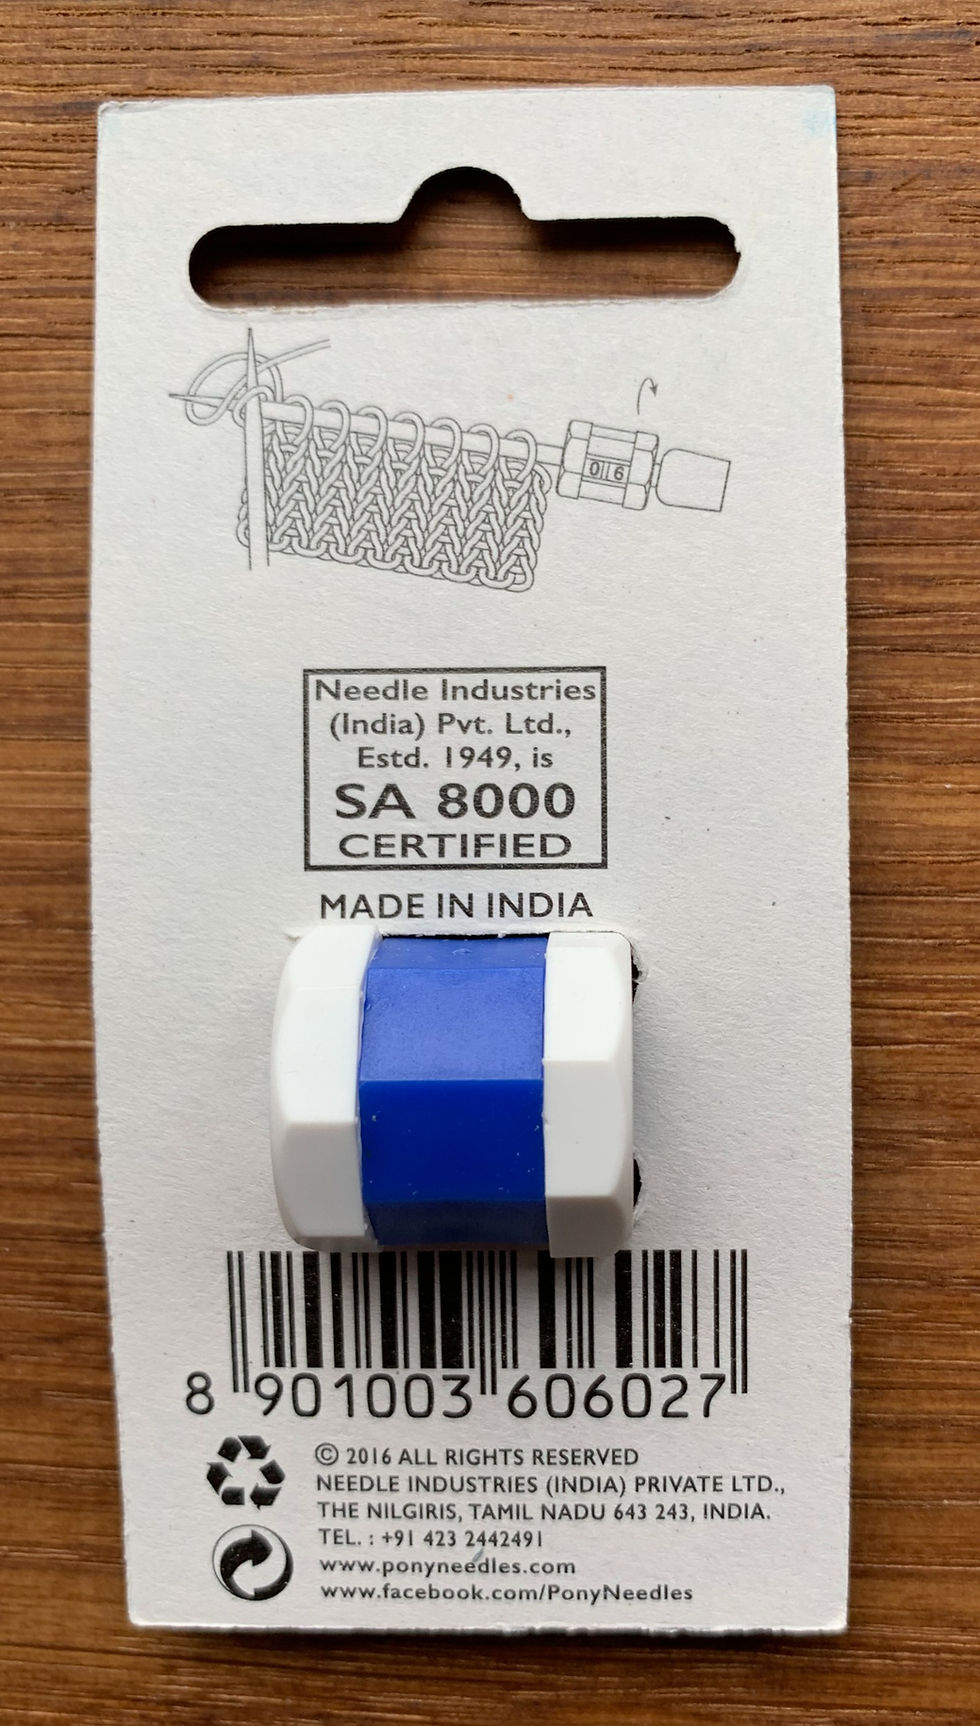 0 6
Needle Industries
(India) Pvt. Ltd.,
Estd. 1949, is
SA 8000
CERTIFIED
MADE IN INDIA
8 901003 606027
© 2016 ALL RIGHTS RESERVED
NEEDLE INDUSTRIES (INDIA) PRIVATE LTD.,
THE NILGIRIS, TAMIL NADU 643 243, INDIA.
TEL. : +91 423 2442491
www.ponyneedles.com
www.facebook.com/PonyNeedles